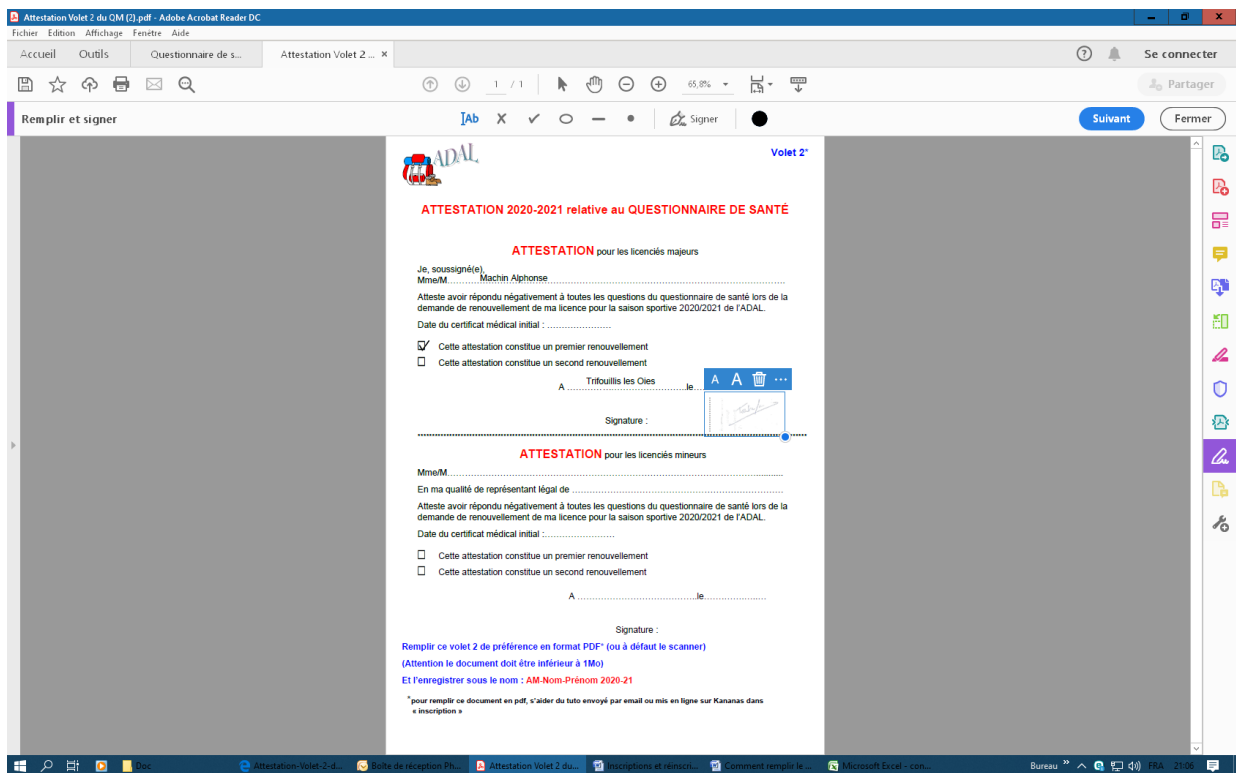 Attestation Volet 2 du QM (2).pdf - Adobe Acrobat Reader DC
Fichier Edition Affichage Fenêtre Aide
Accueil Outils Questionnaire de s... Attestation Volet 2 ... × ? Se connecter
1 / 1 65,8% Partager
Remplir et signer IAb X Signer Suivant Fermer
ADAL Volet 2*
ATTESTATION 2020-2021 relative au QUESTIONNAIRE DE SANTÉ
ATTESTATION pour les licenciés majeurs
Je, soussigné(e),
Mme/M.......... Machin Alphonse..........
Atteste avoir répondu négativement à toutes les questions du questionnaire de santé lors de la
demande de renouvellement de ma licence pour la saison sportive 2020/2021 de l'ADAL.
Date du certificat médical initial : ......................
Cette attestation constitue un premier renouvellement
Cette attestation constitue un second renouvellement
A .......... Trifouillis les Oies ..........le...
A A ...
Signature :
ATTESTATION pour les licenciés mineurs
Mme/M..............................
En ma qualité de représentant légal de ..............................
Atteste avoir répondu négativement à toutes les questions du questionnaire de santé lors de la
demande de renouvellement de ma licence pour la saison sportive 2020/2021 de l'ADAL.
Date du certificat médical initial :........................
Cette attestation constitue un premier renouvellement
Cette attestation constitue un second renouvellement
A ..............................le......................
Signature :
Remplir ce volet 2 de préférence en format PDF* (ou à défaut le scanner)
(Attention le document doit être inférieur à 1Mo)
Et l'enregistrer sous le nom : AM-Nom-Prénom 2020-21
*pour remplir ce document en pdf, s'aider du tuto envoyé par email ou mis en ligne sur Kananas dans
« inscription »
Doc Attestation-Volet-2-d... Boîte de réception Ph... Attestation Volet 2 du... Inscriptions et réinscri... Comment remplir le ... Microsoft Excel - con... Bureau » FRA 21:06